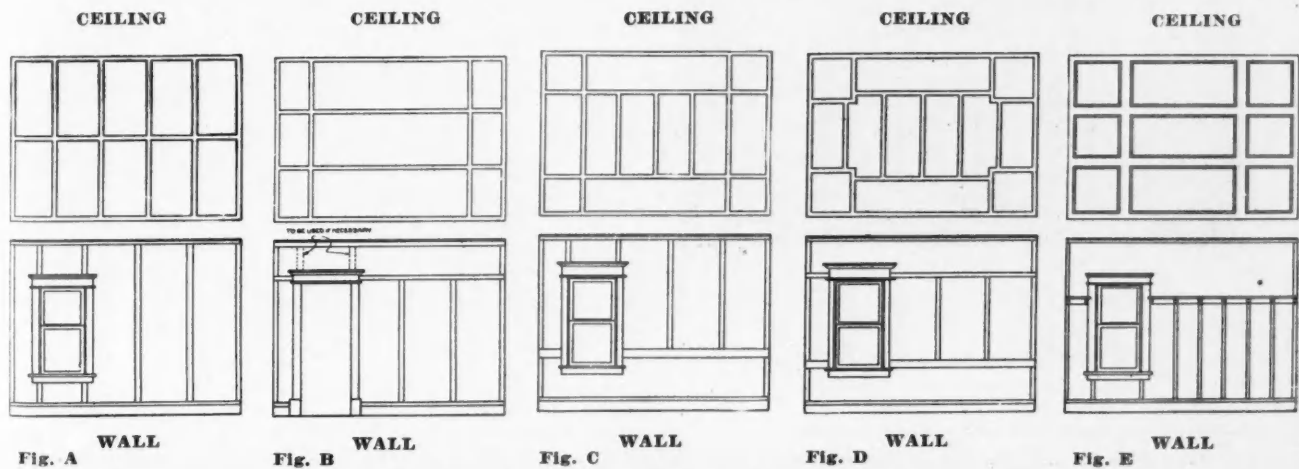 CEILING CEILING CEILING CEILING CEILING
TO BE USED IF NECESSARY
WALL WALL WALL WALL WALL
Fig. A Fig. B Fig. C Fig. D Fig. E